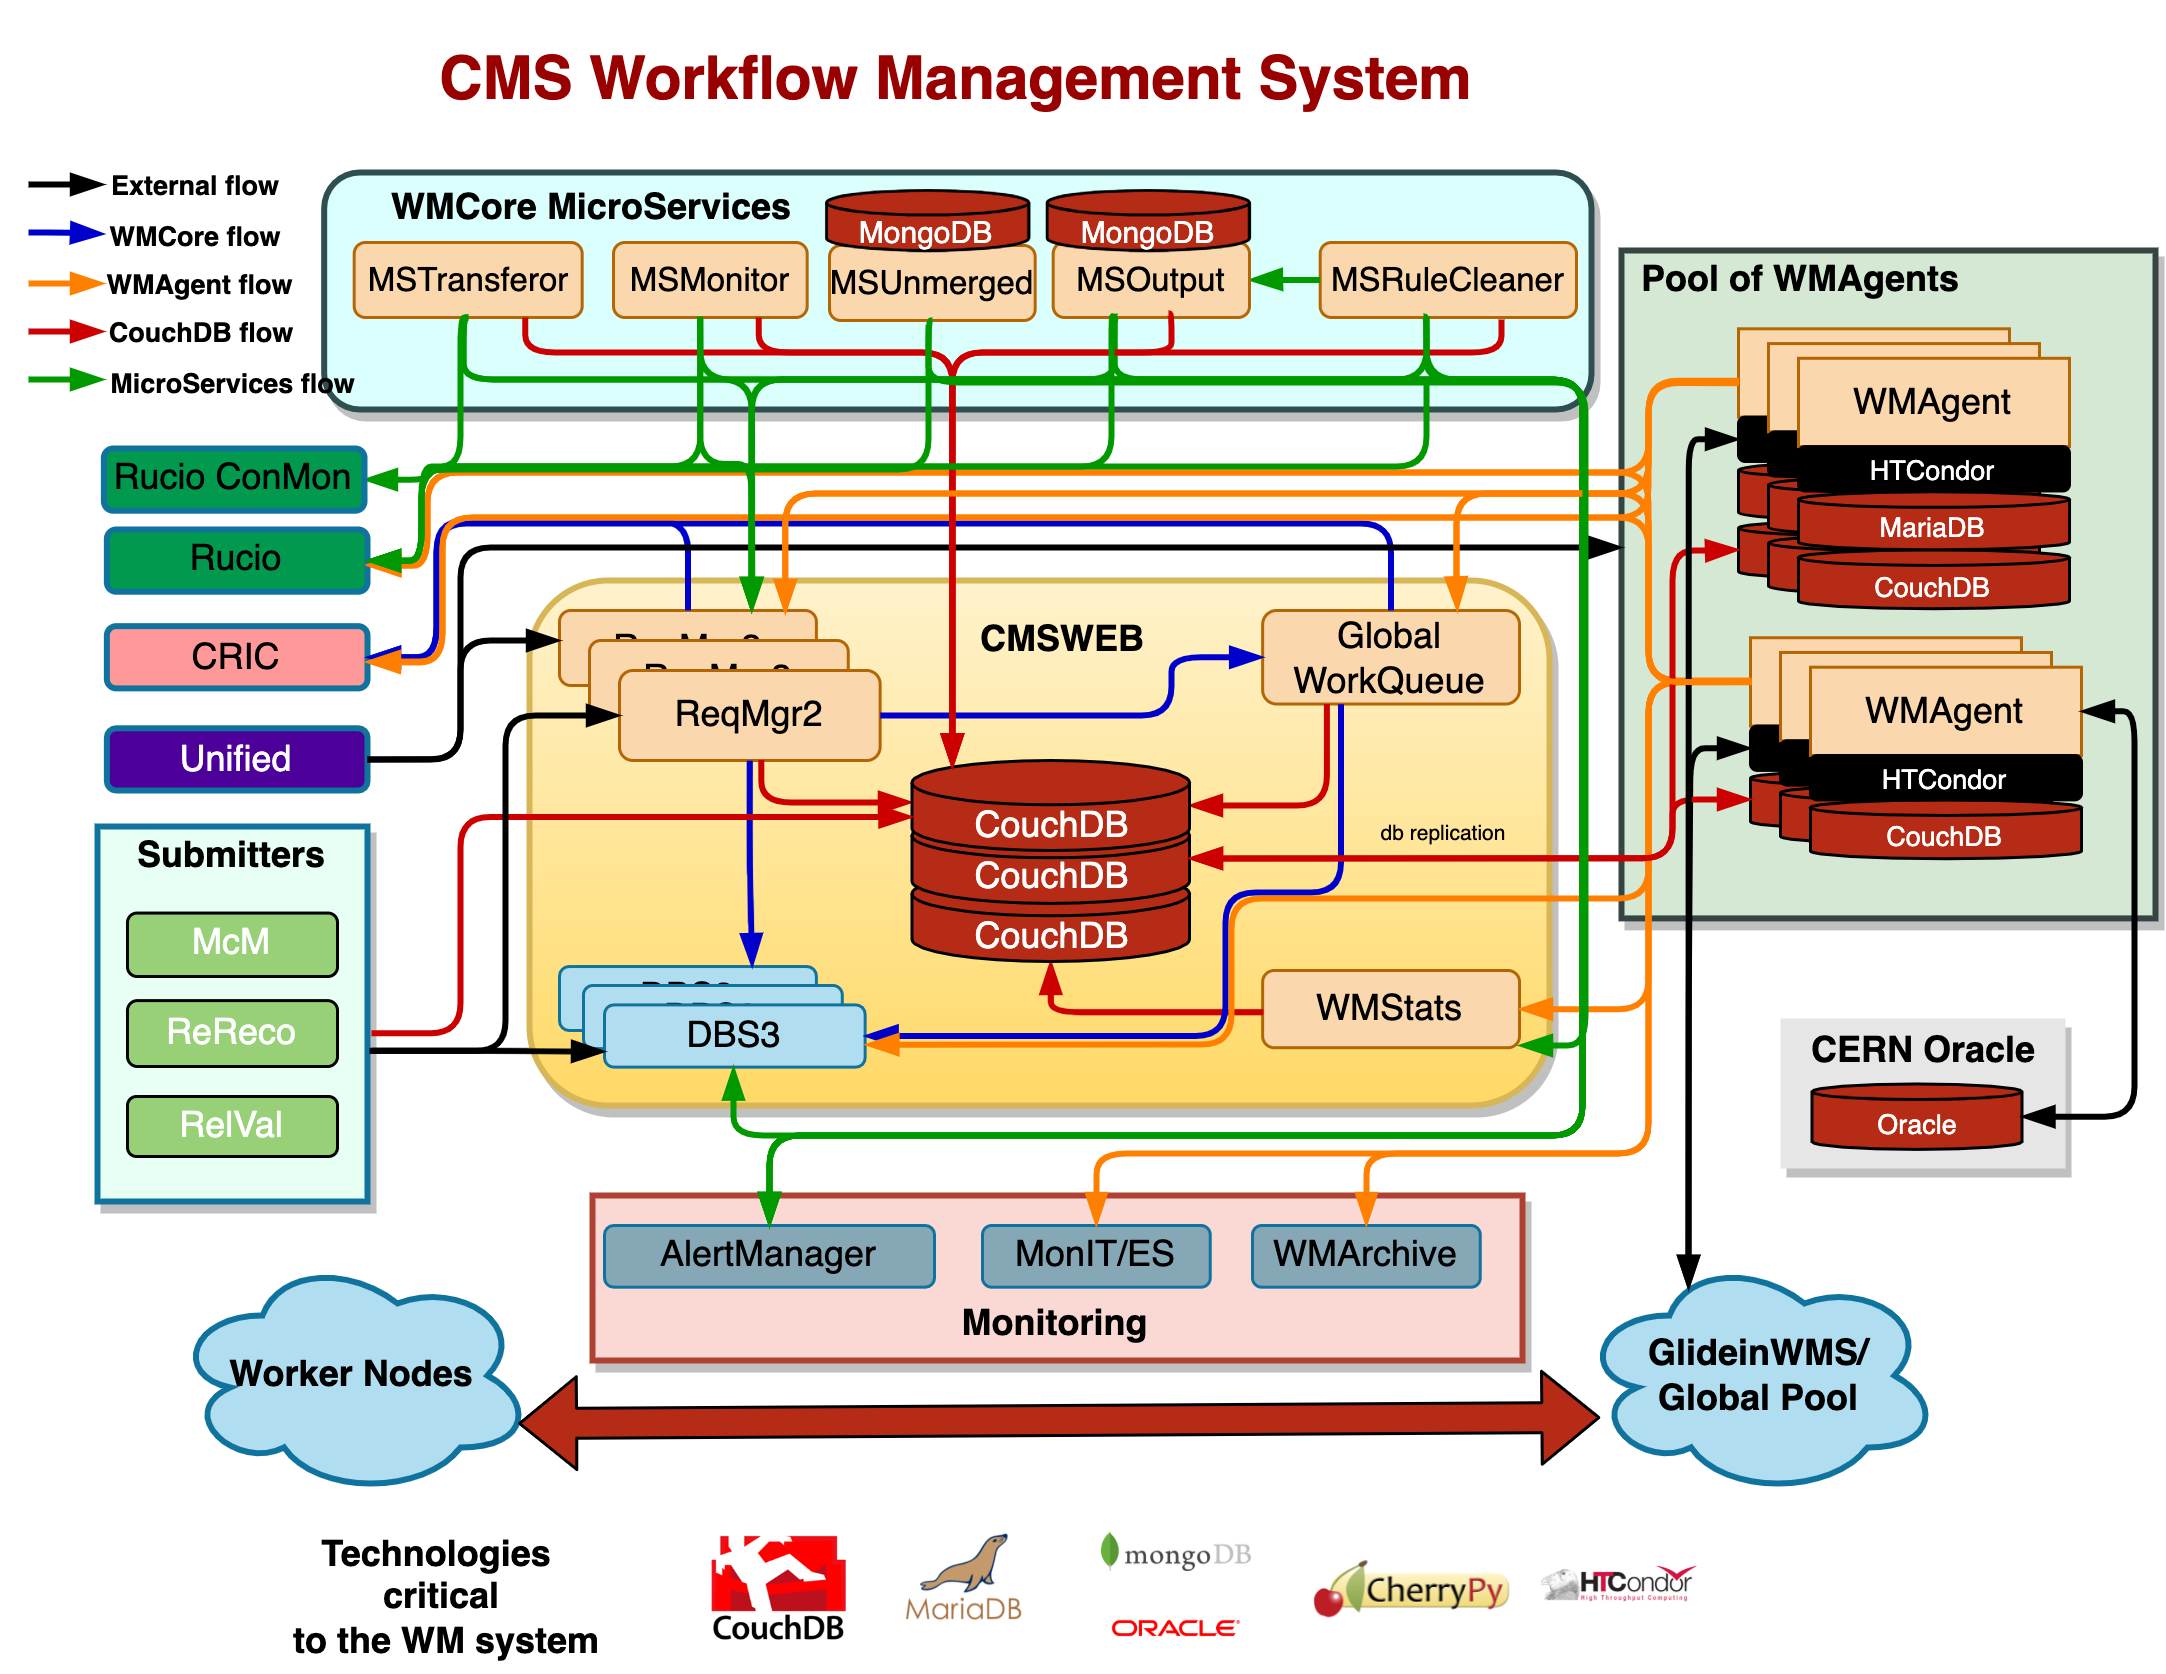 CMS Workflow Management System
External flow
WMCore flow
WMAgent flow
CouchDB flow
MicroServices flow
WMCore MicroServices
MongoDB
MongoDB
MSTransferor
MSMonitor
MSUnmerged
MSOutput
MSRuleCleaner
Pool of WMAgents
WMAgent
HTCondor
MariaDB
CouchDB
WMAgent
HTCondor
CouchDB
Rucio ConMon
Rucio
CRIC
Unified
CMSWEB
ReqMgr2
Global
WorkQueue
CouchDB
CouchDB
CouchDB
db replication
DBS3
WMStats
Submitters
McM
ReReco
RelVal
CERN Oracle
Oracle
AlertManager
MonIT/ES
WMArchive
Monitoring
Worker Nodes
GlideinWMS/
Global Pool
Technologies
critical
to the WM system
CouchDB
MariaDB
mongoDB
ORACLE
CherryPy
HTCondor
High Throughput Computing